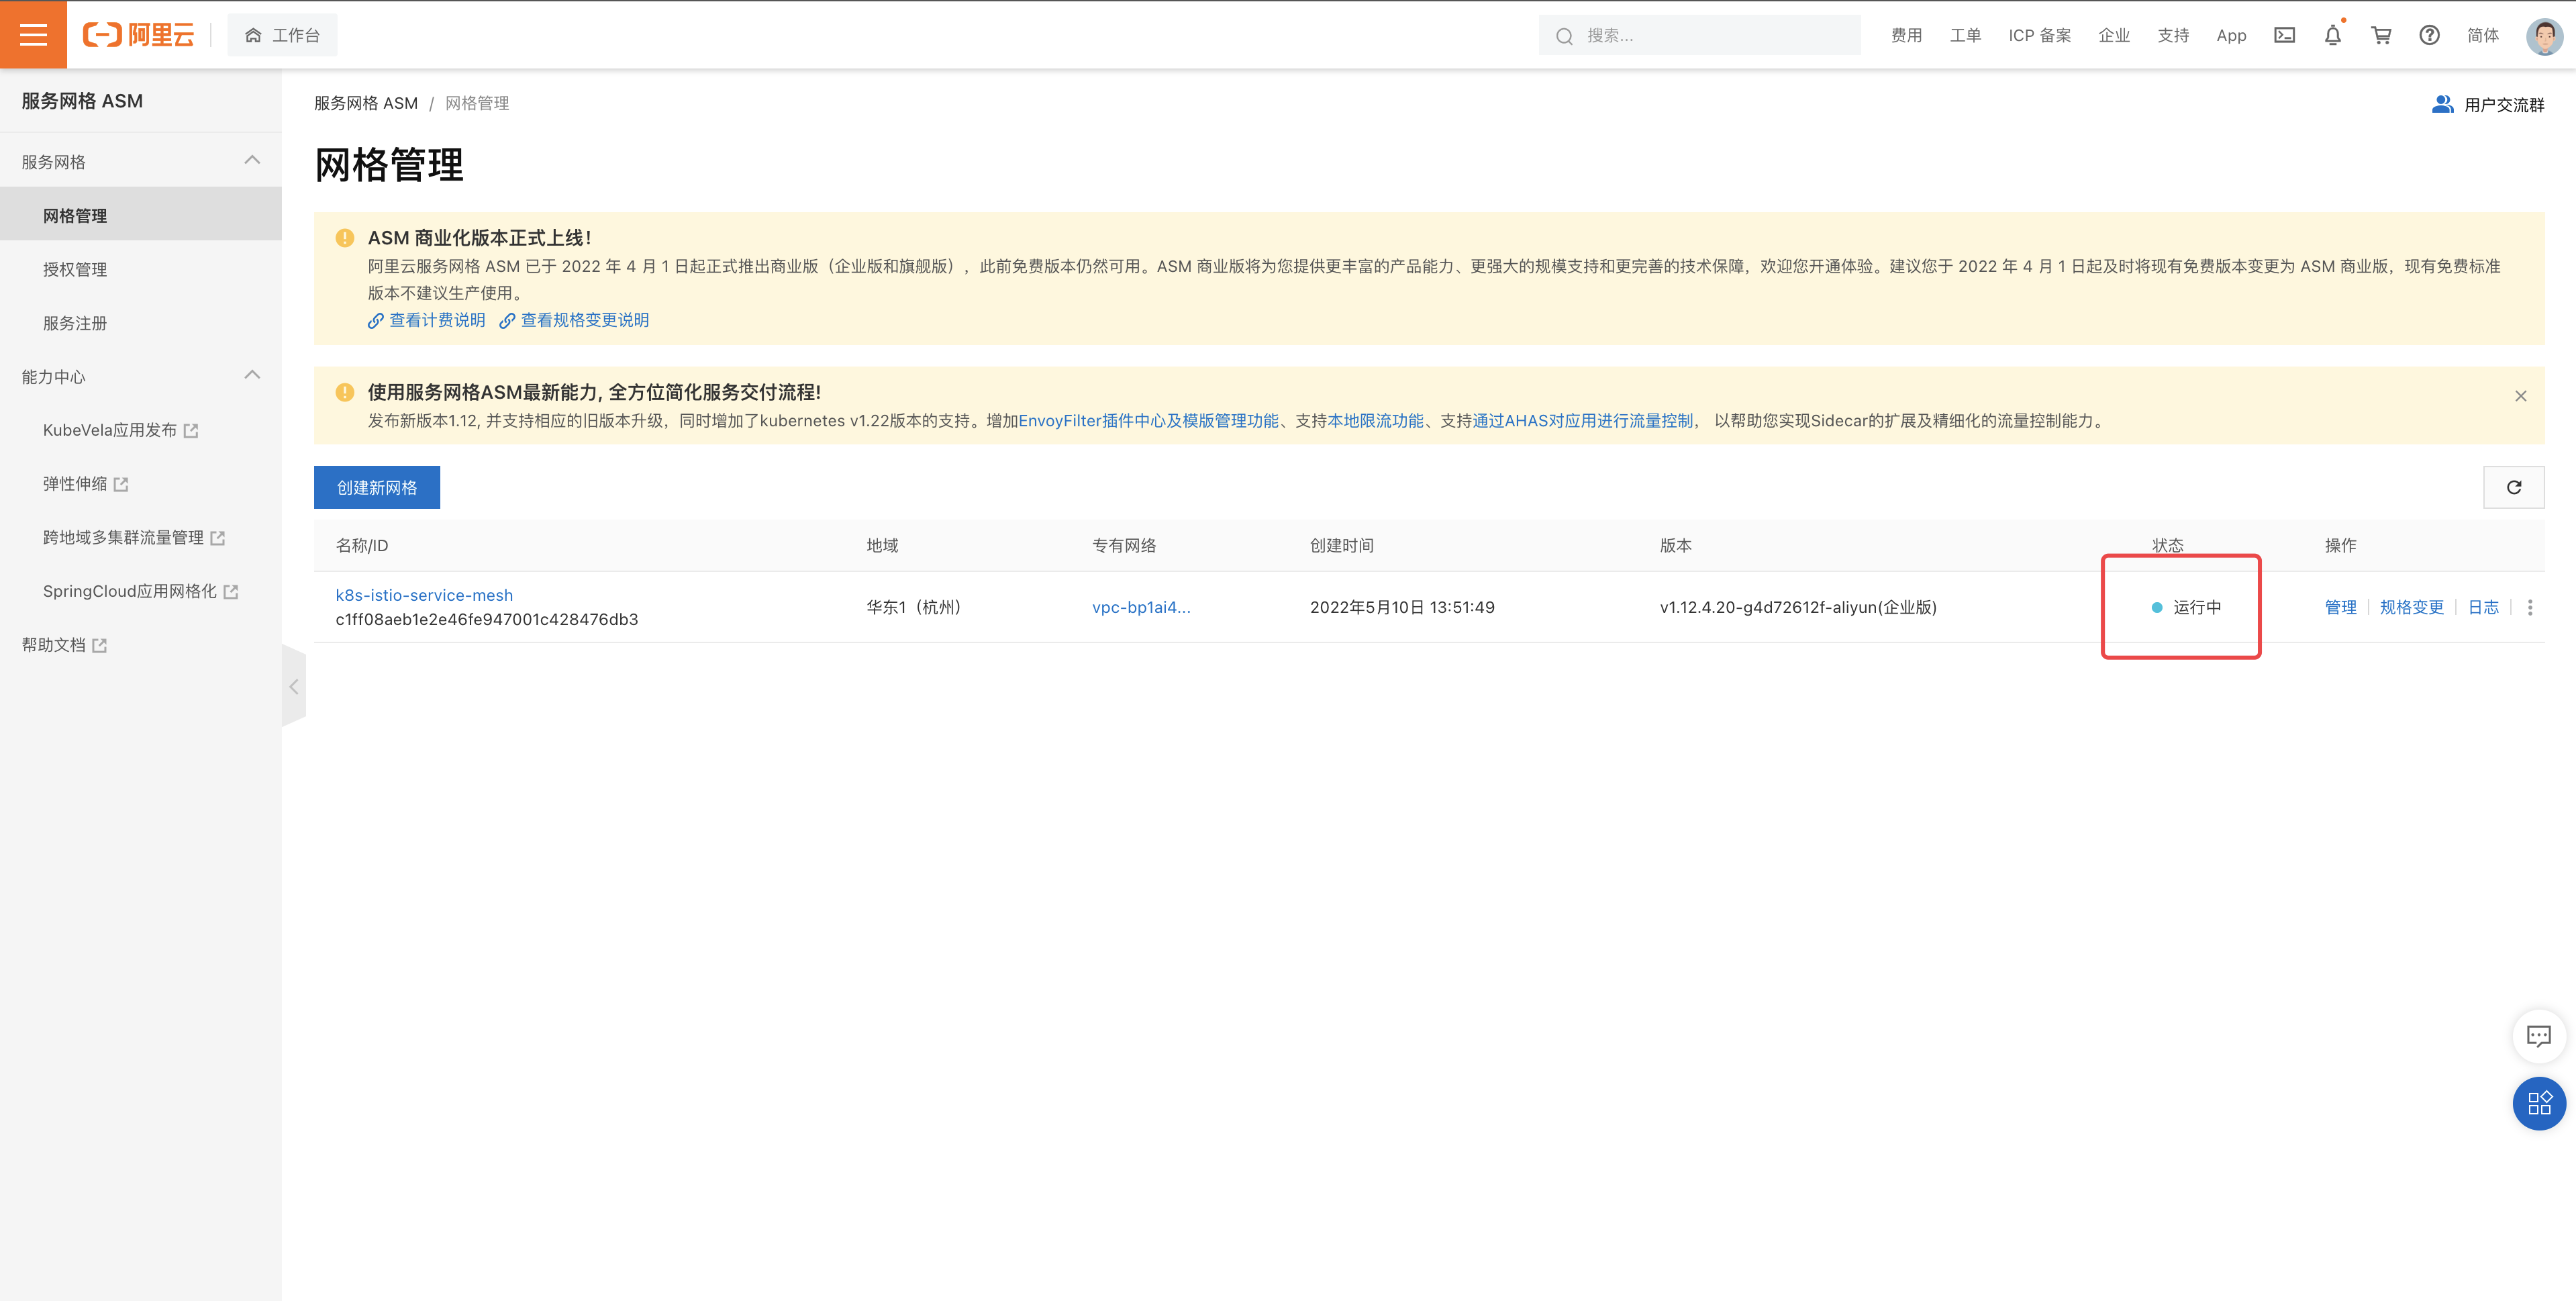 阿里云
工作台
搜索...
费用
工单
ICP 备案
企业
支持
App
简体
服务网格 ASM
服务网格
网格管理
授权管理
服务注册
能力中心
KubeVela应用发布
弹性伸缩
跨地域多集群流量管理
SpringCloud应用网格化
帮助文档
服务网格 ASM / 网格管理
用户交流群
网格管理
ASM 商业化版本正式上线！
阿里云服务网格 ASM 已于 2022 年 4 月 1 日起正式推出商业版（企业版和旗舰版），此前免费版本仍然可用。ASM 商业版将为您提供更丰富的产品能力、更强大的规模支持和更完善的技术保障，欢迎您开通体验。建议您于 2022 年 4 月 1 日起及时将现有免费版本变更为 ASM 商业版，现有免费标准
版本不建议生产使用。
查看计费说明 查看规格变更说明
使用服务网格ASM最新能力, 全方位简化服务交付流程!
发布新版本1.12, 并支持相应的旧版本升级，同时增加了kubernetes v1.22版本的支持。增加EnvoyFilter插件中心及模版管理功能、支持本地限流功能、支持通过AHAS对应用进行流量控制， 以帮助您实现Sidecar的扩展及精细化的流量控制能力。
创建新网格
名称/ID 地域 专有网络 创建时间 版本 状态 操作
k8s-istio-service-mesh
c1ff08aeb1e2e46fe947001c428476db3
华东1（杭州）
vpc-bp1ai4...
2022年5月10日 13:51:49
v1.12.4.20-g4d72612f-aliyun(企业版)
运行中
管理 规格变更 日志